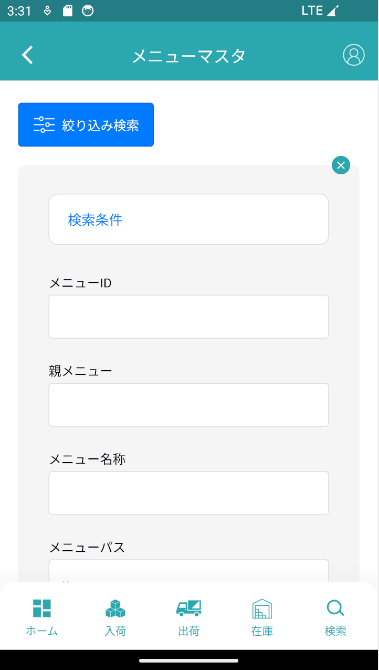 3:31
LTE
メニューマスタ
絞り込み検索
検索条件
メニューID
親メニュー
メニュー名称
メニューパス
ホーム 入荷 出荷 在庫 検索